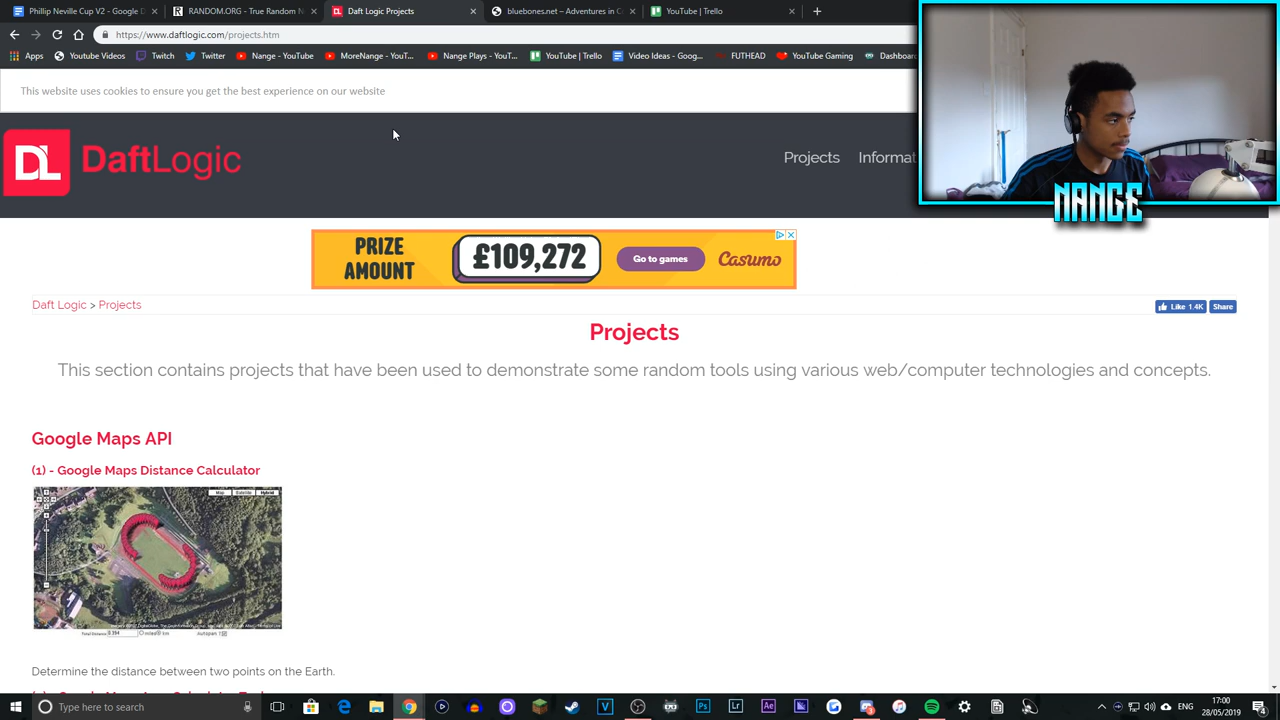 Philip Neville Cup V2 - Google D
RANDOM.ORG - True Random N
Daft Logic Projects
bluebones.net – Adventures in C
YouTube | Trello
https://www.daftlogic.com/projects.htm
Apps
Youtube Videos
Twitch
Twitter
Nange - YouTube
MoreNange - YouT...
Nange Plays - YouT...
YouTube | Trello
Video Ideas - Goog...
FUTHEAD
YouTube Gaming
Dashboard
This website uses cookies to ensure you get the best experience on our website
DL DaftLogic
Projects
Informat
NANGE
PRIZE
AMOUNT
£109,272
Go to games
Casumo
Daft Logic > Projects
Like 1.4K
Share
Projects
This section contains projects that have been used to demonstrate some random tools using various web/computer technologies and concepts.
Google Maps API
(1) - Google Maps Distance Calculator
Map
Satellite
Hybrid
Total Distance
Determine the distance between two points on the Earth.
Type here to search
ENG
17:00
28/05/2019